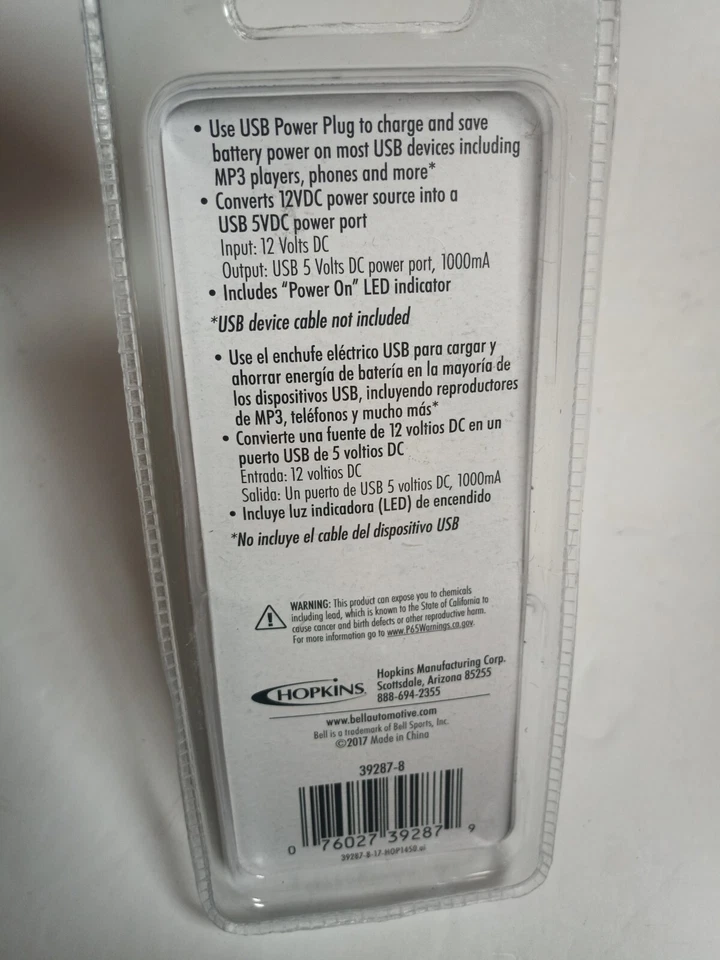 • Use USB Power Plug to charge and save
battery power on most USB devices including
MP3 players, phones and more*
• Converts 12VDC power source into a
USB 5VDC power port
Input: 12 Volts DC
Output: USB 5 Volts DC power port, 1000mA
• Includes “Power On” LED indicator
*USB device cable not included
• Use el enchufe eléctrico USB para cargar y
ahorrar energía de batería en la mayoría de
los dispositivos USB, incluyendo reproductores
de MP3, teléfonos y mucho más*
• Convierte una fuente de 12 voltios DC en un
puerto USB de 5 voltios DC
Entrada: 12 voltios DC
Salida: Un puerto de USB 5 voltios DC, 1000mA
• Incluye luz indicadora (LED) de encendido
*No incluye el cable del dispositivo USB
WARNING: This product can expose you to chemicals
including lead, which is known to the State of California to
cause cancer and birth defects or other reproductive harm.
For more information go to www.P65Warnings.ca.gov.
HOPKINS
Hopkins Manufacturing Corp.
Scottsdale, Arizona 85255
888-694-2355
www.bellautomotive.com
Bell is a trademark of Bell Sports, Inc.
©2017 Made in China
39287-8
0 76027 39287 9
39287-8-17-HOP1450.ai